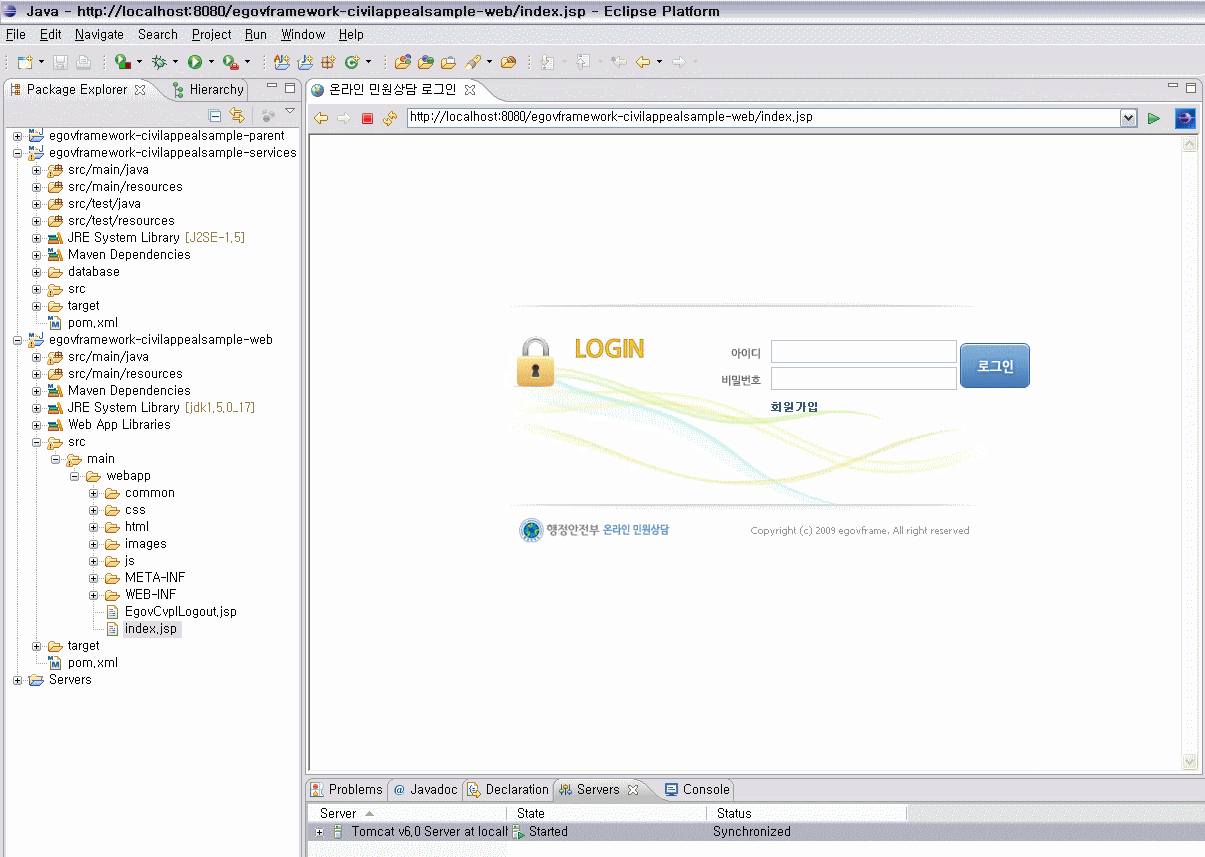 Java - http://localhost:8080/egovframework-civilappealsample-web/index.jsp - Eclipse Platform
File Edit Navigate Search Project Run Window Help
Package Explorer
Hierarchy
egovframework-civilappealsample-parent
egovframework-civilappealsample-services
src/main/java
src/main/resources
src/test/java
src/test/resources
JRE System Library [J2SE-1.5]
Maven Dependencies
database
src
target
pom.xml
egovframework-civilappealsample-web
src/main/java
src/main/resources
Maven Dependencies
JRE System Library [jdk1.5.0_17]
Web App Libraries
src
main
webapp
common
css
html
images
js
META-INF
WEB-INF
EgovCvplLogout.jsp
index.jsp
target
pom.xml
Servers
온라인 민원상담 로그인
http://localhost:8080/egovframework-civilappealsample-web/index.jsp
LOGIN
아이디
비밀번호
로그인
회원가입
행정안전부 온라인 민원상담
Copyright (c) 2009 egovframe. All right reserved
Problems @ Javadoc Declaration Servers Console
Server State Status
Tomcat v6.0 Server at locall Started Synchronized